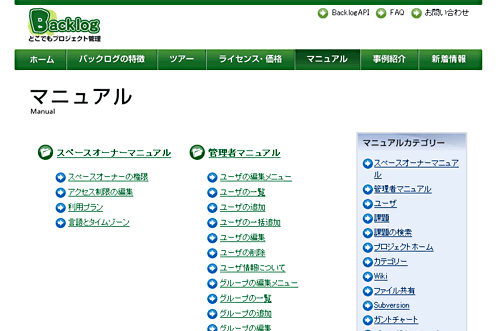 Backlog
どこでもプロジェクト管理
BacklogAPI FAQ お問い合わせ
ホーム バックログの特徴 ツアー ライセンス・価格 マニュアル 事例紹介 新着情報
マニュアル
Manual
スペースオーナーマニュアル
スペースオーナーの権限
アクセス制限の編集
利用プラン
言語とタイムゾーン
管理者マニュアル
ユーザの編集メニュー
ユーザの一覧
ユーザの追加
ユーザの一括追加
ユーザの編集
ユーザの削除
ユーザ情報について
グループの編集メニュー
グループの一覧
グループの追加
グループの編集
マニュアルカテゴリー
スペースオーナーマニュア
ル
管理者マニュアル
ユーザ
課題
課題の検索
プロジェクトホーム
カテゴリー
Wiki
ファイル共有
Subversion
ガントチャート